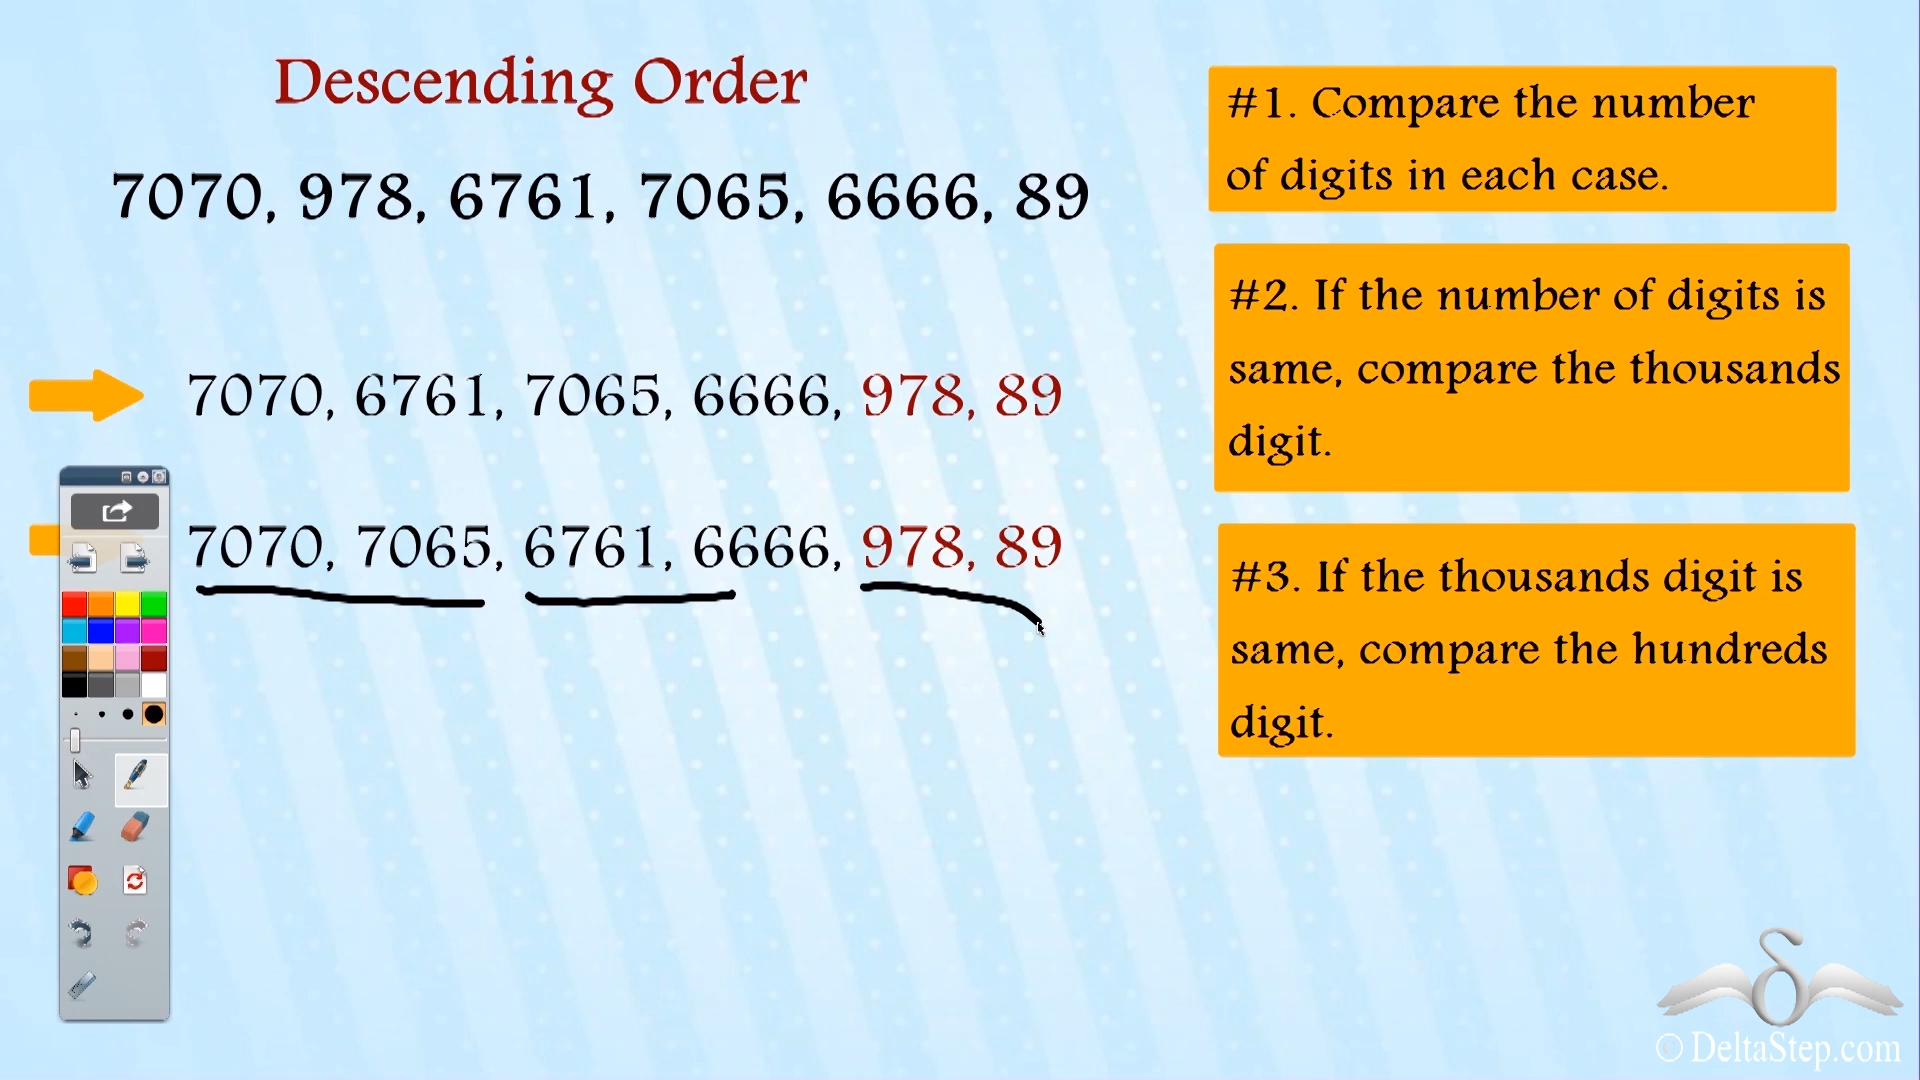 Descending Order
7070, 978, 6761, 7065, 6666, 89
7070, 6761, 7065, 6666, 978, 89
7070, 7065, 6761, 6666, 978, 89
#1. Compare the number
of digits in each case.
#2. If the number of digits is
same, compare the thousands
digit.
#3. If the thousands digit is
same, compare the hundreds
digit.
© DeltaStep.com